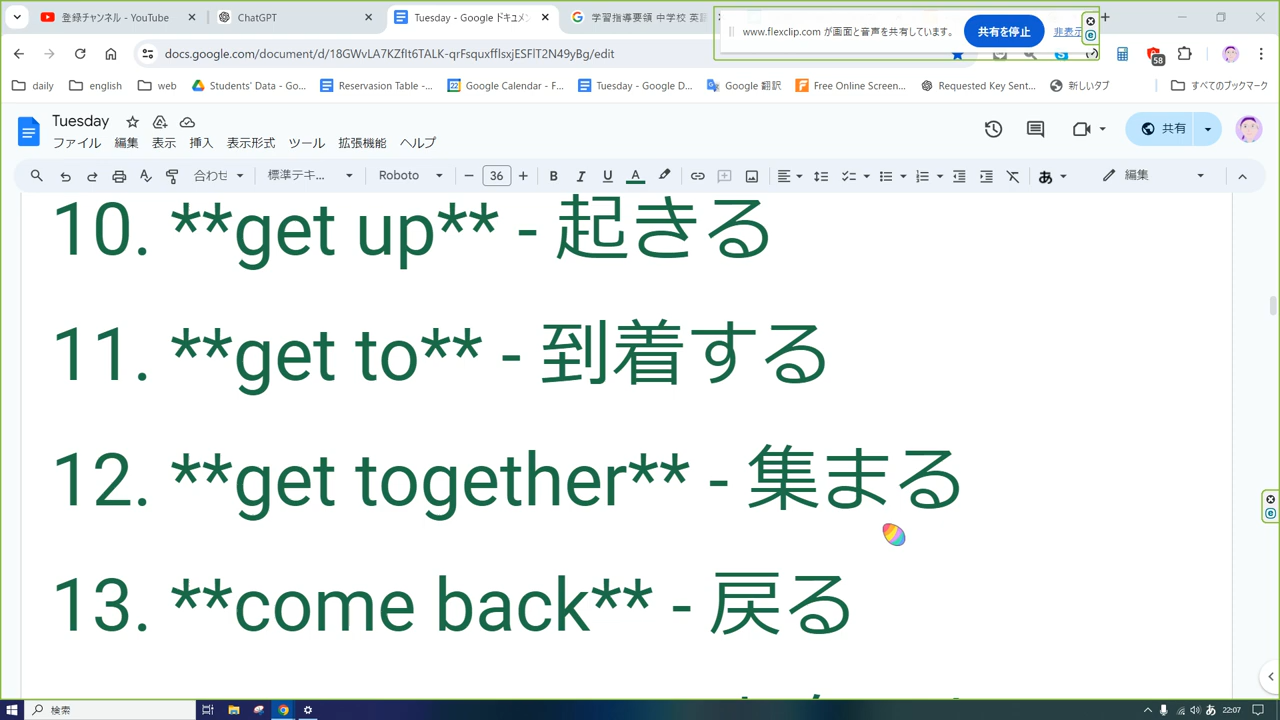 登録チャンネル - YouTube
ChatGPT
Tuesday - Google ドキュメ
学習指導要領 中学校 英語
www.flexclip.com が画面と音声を共有しています。
共有を停止
非表示
daily
english
web
Students' Data - Go...
Reservation Table -...
Google Calendar - F...
Tuesday - Google D...
Google 翻訳
Free Online Screen...
Requested Key Sent...
新しいタブ
すべてのブックマーク
58
Tuesday
ファイル 編集 表示 挿入 表示形式 ツール 拡張機能 ヘルプ
共有
合わせ 標準テキ... Roboto 36 B I U A あ 編集
10. **get up** - 起きる
11. **get to** - 到着する
12. **get together** - 集まる
13. **come back** - 戻る
検索
あ 22:07